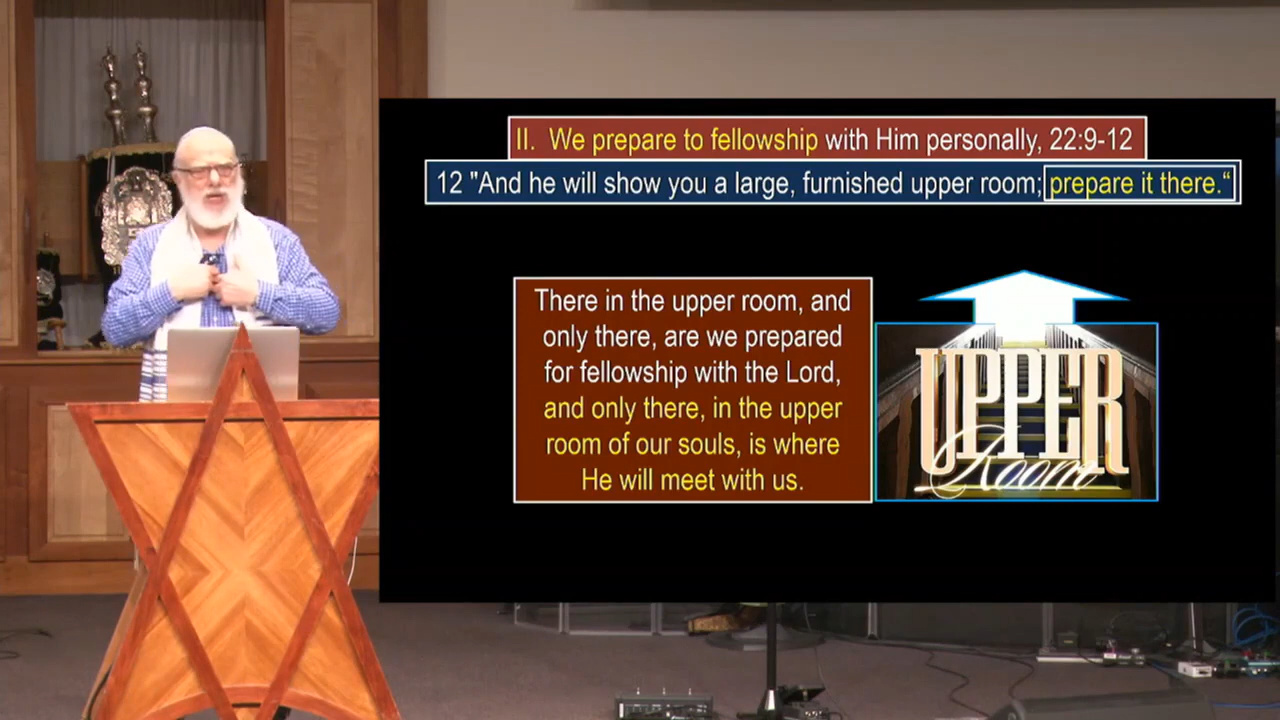 II. We prepare to fellowship with Him personally, 22:9-12
12 "And he will show you a large, furnished upper room; prepare it there.“
There in the upper room, and
only there, are we prepared
for fellowship with the Lord,
and only there, in the upper
room of our souls, is where
He will meet with us.
UPPER
Room